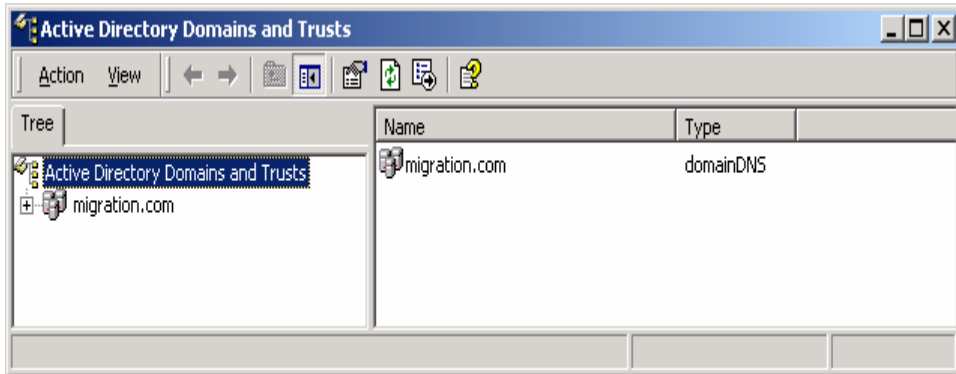 Active Directory Domains and Trusts
Action View
Tree
Name Type
Active Directory Domains and Trusts
migration.com domainDNS
migration.com